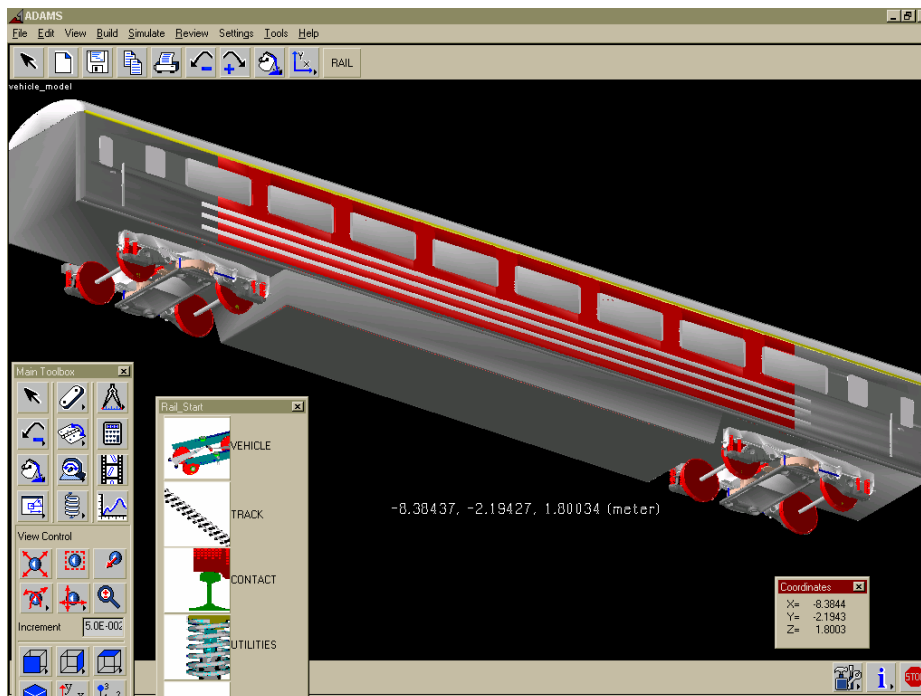 ADAMS
File Edit View Build Simulate Review Settings Tools Help
RAIL
vehicle_model
Main Toolbox
Rail_Start
VEHICLE
TRACK
-8.38437, -2.19427, 1.80034 (meter)
View Control
CONTACT
Coordinates
X= -8.3844
Y= -2.1943
Z= 1.8003
Increment 5.0E-002
UTILITIES
STOP